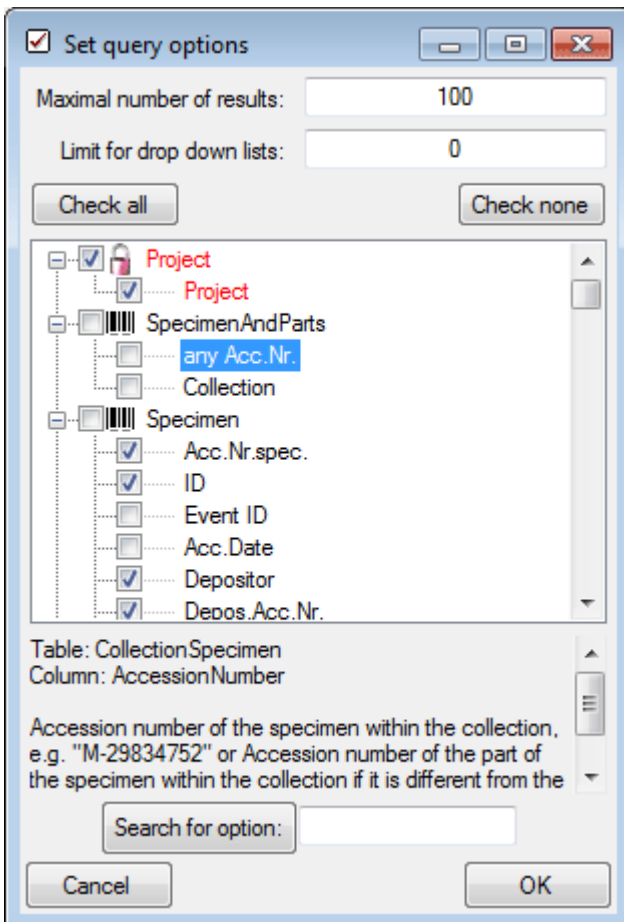 Set query options
Maximal number of results: 100
Limit for drop down lists: 0
Check all Check none
Project
Project
SpecimenAndParts
any Acc.Nr.
Collection
Specimen
Acc.Nr.spec.
ID
Event ID
Acc.Date
Depositor
Depos.Acc.Nr.
Table: CollectionSpecimen
Column: AccessionNumber
Accession number of the specimen within the collection,
e.g. "M-29834752" or Accession number of the part of
the specimen within the collection if it is different from the
Search for option:
Cancel OK